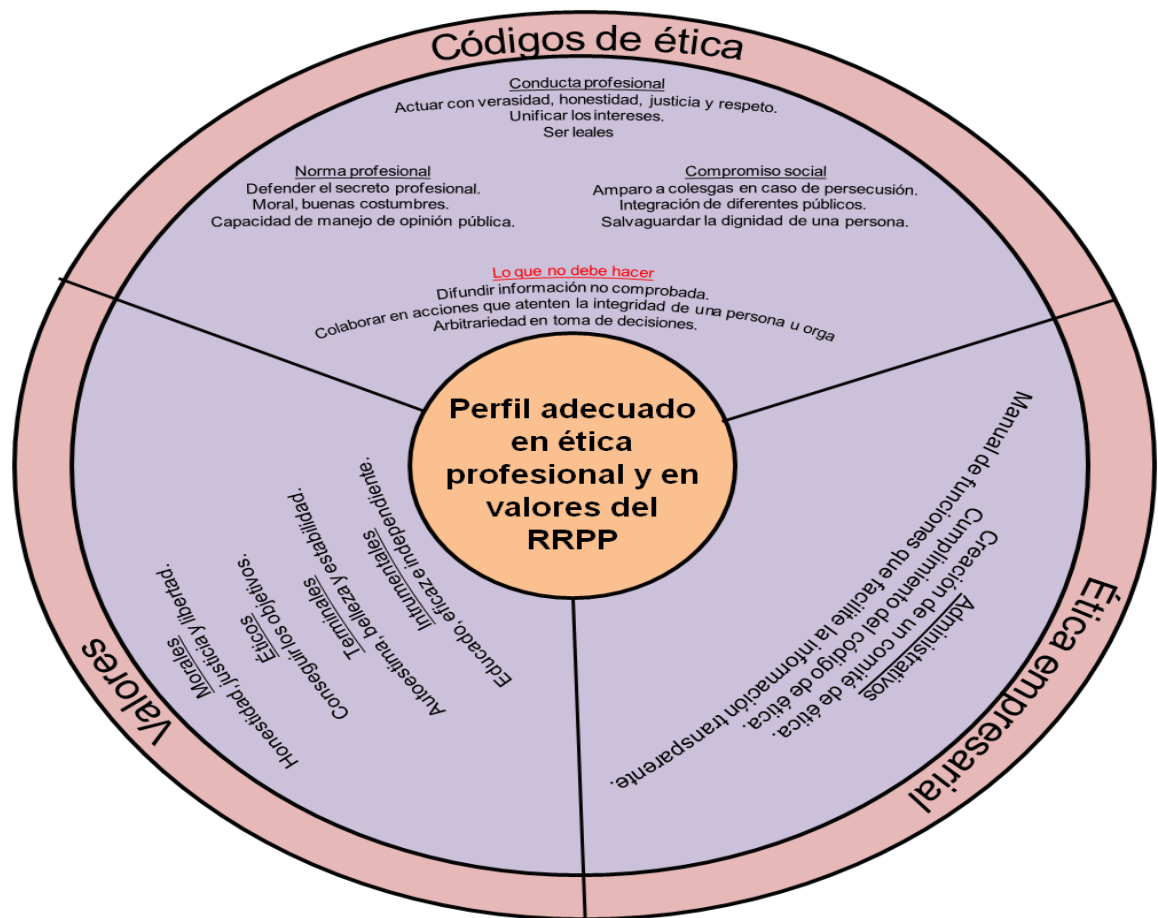 Códigos de ética
Conducta profesional
Actuar con verasidad, honestidad, justicia y respeto.
Unificar los intereses.
Ser leales
Norma profesional
Defender el secreto profesional.
Moral, buenas costumbres.
Capacidad de manejo de opinión pública.
Compromiso social
Amparo a colesgas en caso de persecusión.
Integración de diferentes públicos.
Salvaguardar la dignidad de una persona.
Lo que no debe hacer
Difundir información no comprobada.
Colaborar en acciones que atenten la integridad de una persona u orga
Arbitrariedad en toma de decisiones.
Perfil adecuado
en ética
profesional y en
valores del
RRPP
Valores
Morales
Honestidad, justicia y libertad.
Éticos
Conseguir los objetivos.
Terminales
Autoestima, belleza y estabilidad.
Intrumentales
Educado, eficaz e independiente.
Ética empresarial
Administrativos
Creación de un comité de ética.
Cumplimiento del código de ética.
Manual de funciones que facilite la información transparente.